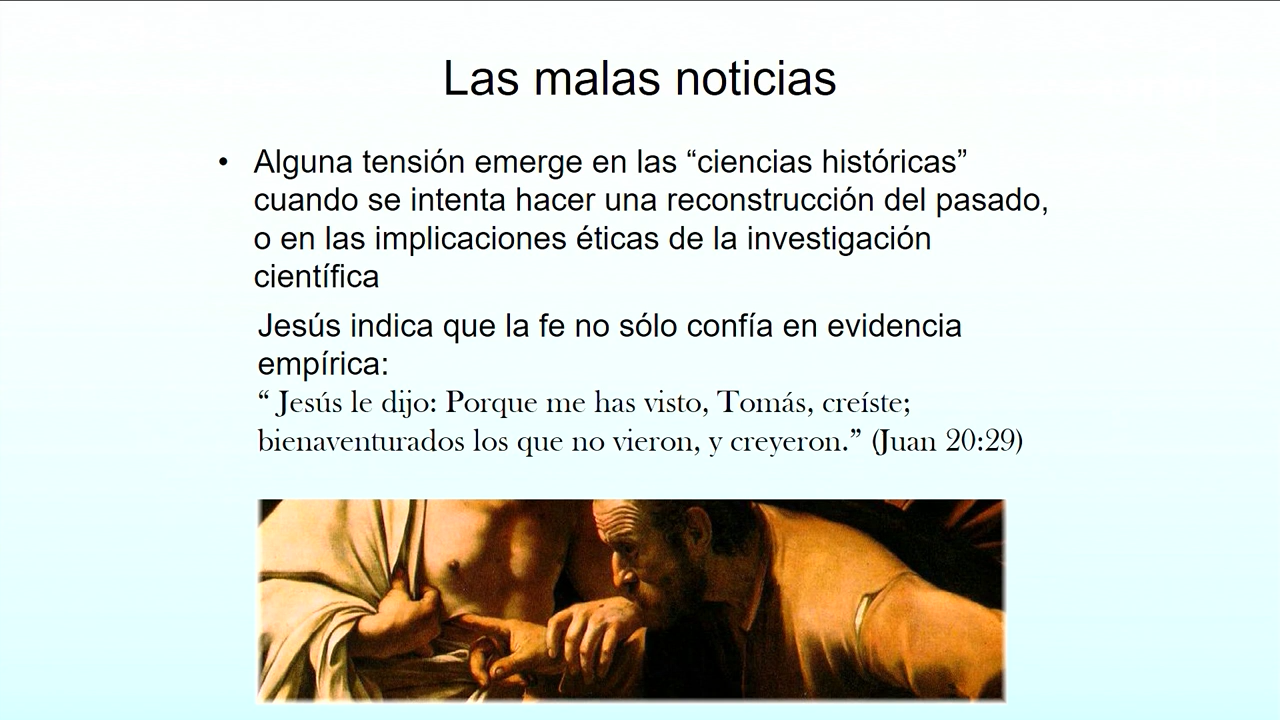 Las malas noticias
• Alguna tensión emerge en las “ciencias históricas”
cuando se intenta hacer una reconstrucción del pasado,
o en las implicaciones éticas de la investigación
científica
Jesús indica que la fe no sólo confía en evidencia
empírica:
“ Jesús le dijo: Porque me has visto, Tomás, creíste;
bienaventurados los que no vieron, y creyeron.” (Juan 20:29)